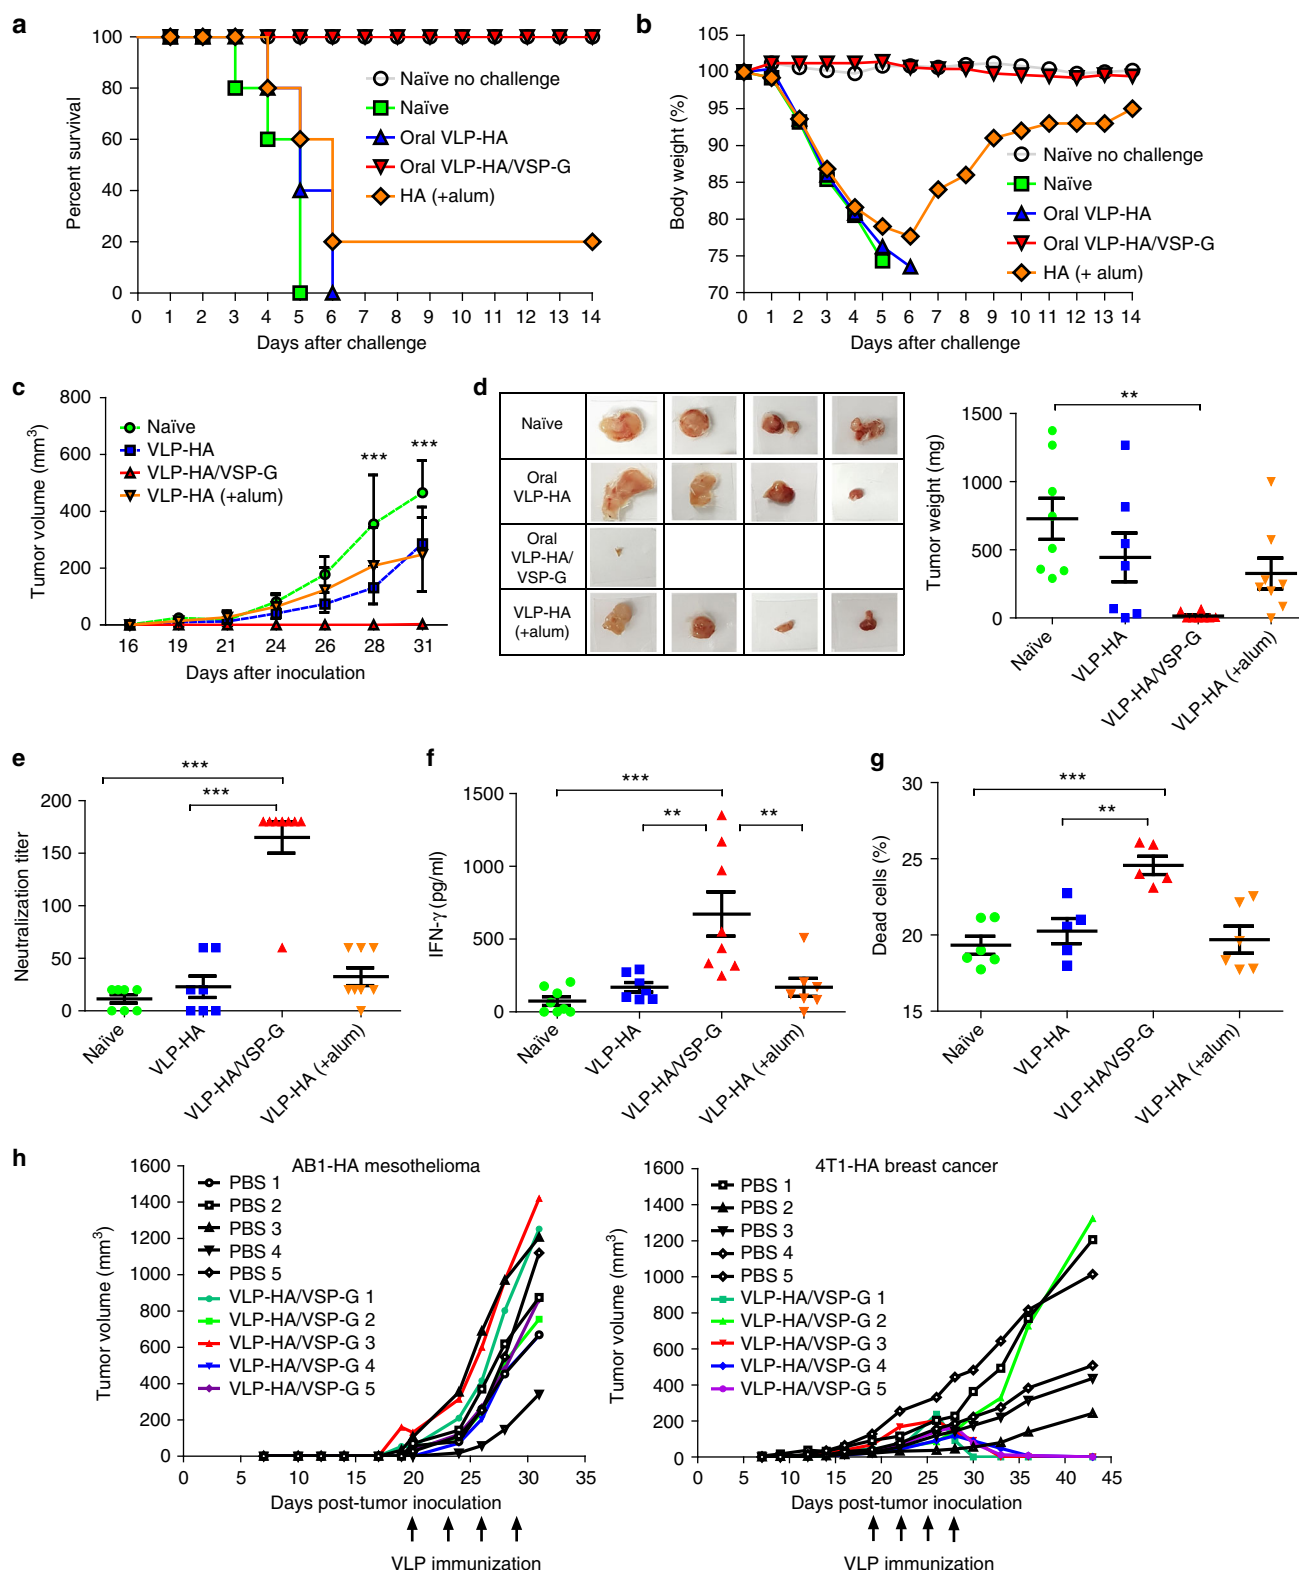 a
100
80
60
40
20
0
Percent survival
0 1 2 3 4 5 6 7 8 9 10 11 12 13 14
Days after challenge
Naïve no challenge
Naïve
Oral VLP-HA
Oral VLP-HA/VSP-G
HA (+alum)
b
105
100
95
90
85
80
75
70
Body weight (%)
0 1 2 3 4 5 6 7 8 9 10 11 12 13 14
Days after challenge
Naïve no challenge
Naïve
Oral VLP-HA
Oral VLP-HA/VSP-G
HA (+ alum)
c
800
600
400
200
0
Tumor volume (mm³)
16 19 21 24 26 28 31
Days after inoculation
Naïve
VLP-HA
VLP-HA/VSP-G
VLP-HA (+alum)
*** ***
d
Naïve
Oral
VLP-HA
Oral
VLP-HA/
VSP-G
VLP-HA
(+alum)
**
1500
1000
500
0
Tumor weight (mg)
Naïve
VLP-HA
VLP-HA/VSP-G
VLP-HA (+alum)
e
***
***
200
150
100
50
0
Neutralization titer
Naïve
VLP-HA
VLP-HA/VSP-G
VLP-HA (+alum)
f
***
** **
1500
1000
500
0
IFN-γ (pg/ml)
Naïve
VLP-HA
VLP-HA/VSP-G
VLP-HA (+alum)
g
***
**
30
25
20
15
Dead cells (%)
Naïve
VLP-HA
VLP-HA/VSP-G
VLP-HA (+alum)
h
AB1-HA mesothelioma
1600
1400
1200
1000
800
600
400
200
0
Tumor volume (mm³)
PBS 1
PBS 2
PBS 3
PBS 4
PBS 5
VLP-HA/VSP-G 1
VLP-HA/VSP-G 2
VLP-HA/VSP-G 3
VLP-HA/VSP-G 4
VLP-HA/VSP-G 5
0 5 10 15 20 25 30 35
Days post-tumor inoculation
VLP immunization
4T1-HA breast cancer
1600
1400
1200
1000
800
600
400
200
0
Tumor volume (mm³)
PBS 1
PBS 2
PBS 3
PBS 4
PBS 5
VLP-HA/VSP-G 1
VLP-HA/VSP-G 2
VLP-HA/VSP-G 3
VLP-HA/VSP-G 4
VLP-HA/VSP-G 5
0 5 10 15 20 25 30 35 40 45
Days post-tumor inoculation
VLP immunization